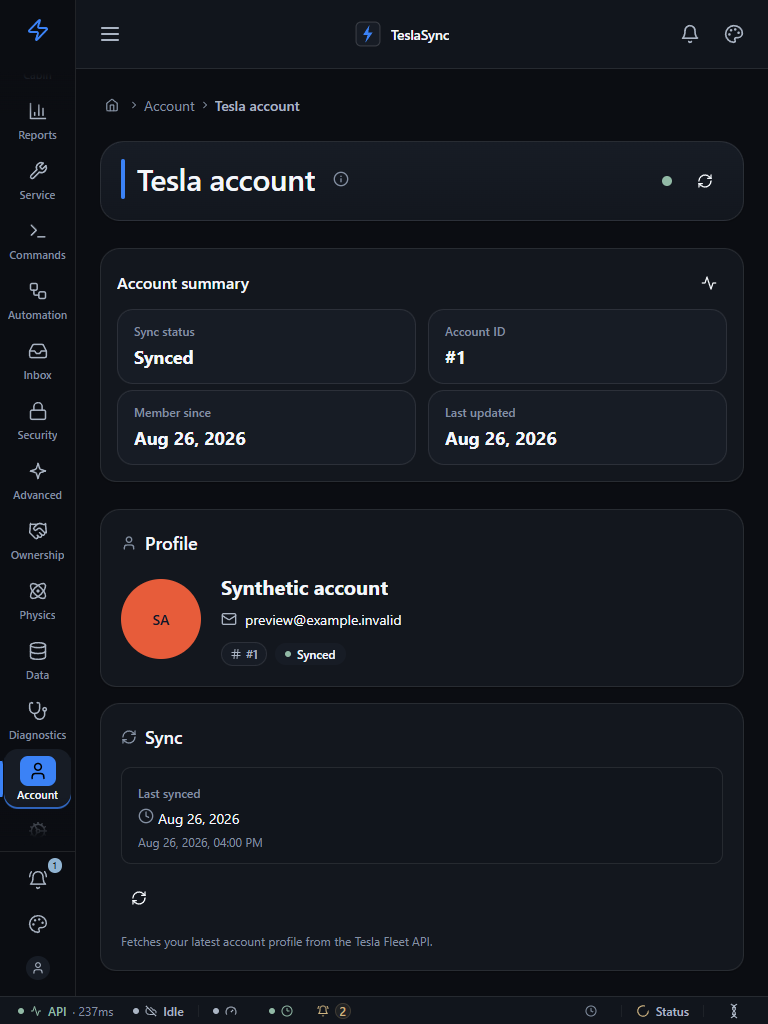 TeslaSync
Account
Tesla account
Reports
Service
Commands
Automation
Inbox
Security
Advanced
Ownership
Physics
Data
Diagnostics
Account
1
Tesla account
Account summary
Sync status
Synced
Account ID
#1
Member since
Aug 26, 2026
Last updated
Aug 26, 2026
Profile
SA
Synthetic account
preview@example.invalid
#1
Synced
Sync
Last synced
Aug 26, 2026
Aug 26, 2026, 04:00 PM
Fetches your latest account profile from the Tesla Fleet API.
API · 237ms
Idle
2
Status